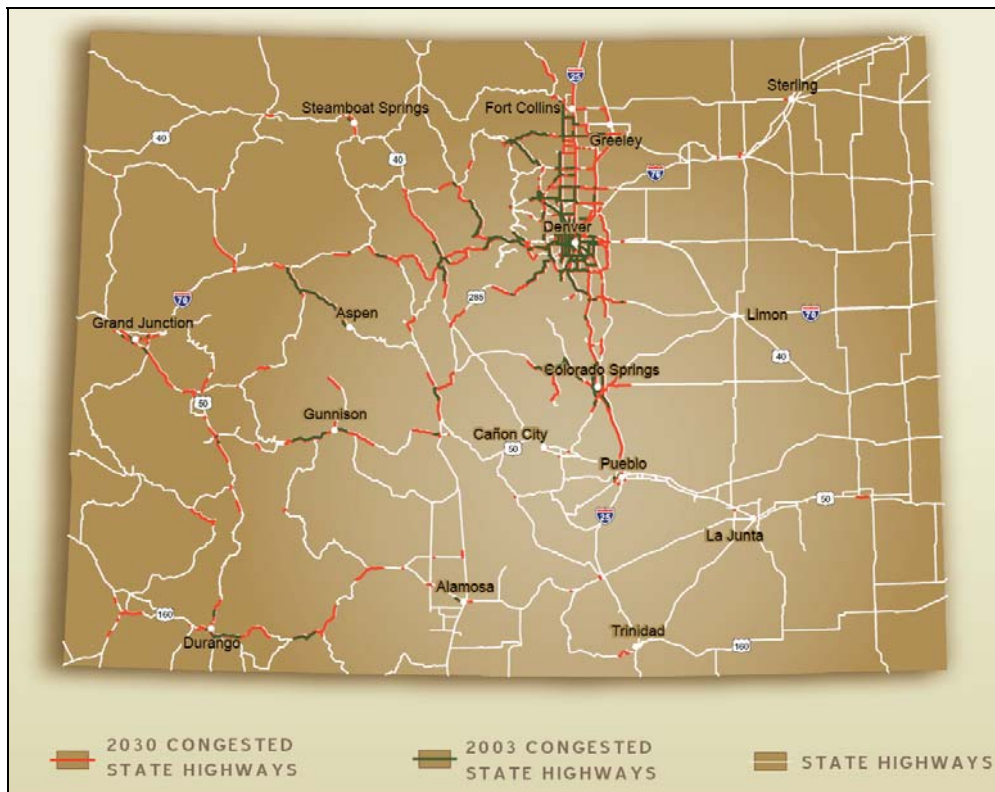 25
Sterling
Steamboat Springs
Fort Collins
40
Greeley
40
76
Denver
70
285
Grand Junction
Aspen
Limon
70
40
Colorado Springs
50
Gunnison
Cañon City
50
Pueblo
50
25
La Junta
Alamosa
160
Durango
Trinidad
160
2030 CONGESTED
STATE HIGHWAYS
2003 CONGESTED
STATE HIGHWAYS
STATE HIGHWAYS